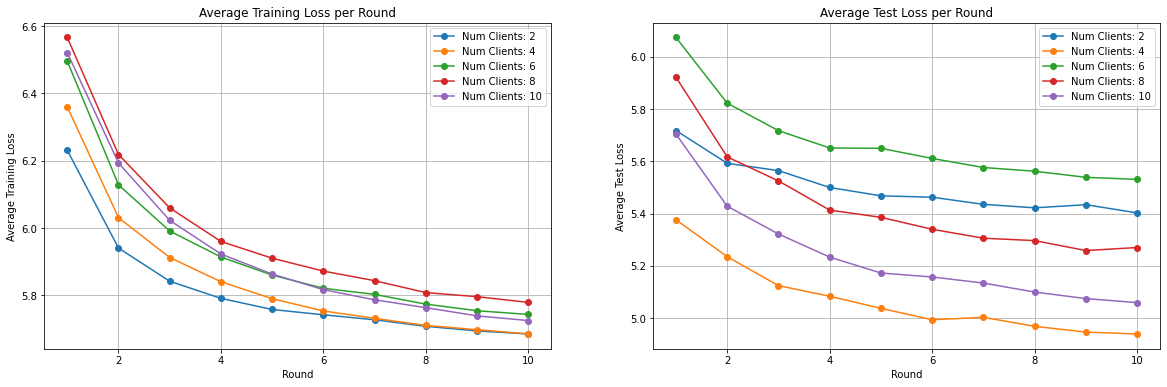 Average Training Loss per Round
Average Training Loss
6.6
6.4
6.2
6.0
5.8
2
4
6
8
10
Round
Num Clients: 2
Num Clients: 4
Num Clients: 6
Num Clients: 8
Num Clients: 10
Average Test Loss per Round
Average Test Loss
6.0
5.8
5.6
5.4
5.2
5.0
2
4
6
8
10
Round
Num Clients: 2
Num Clients: 4
Num Clients: 6
Num Clients: 8
Num Clients: 10